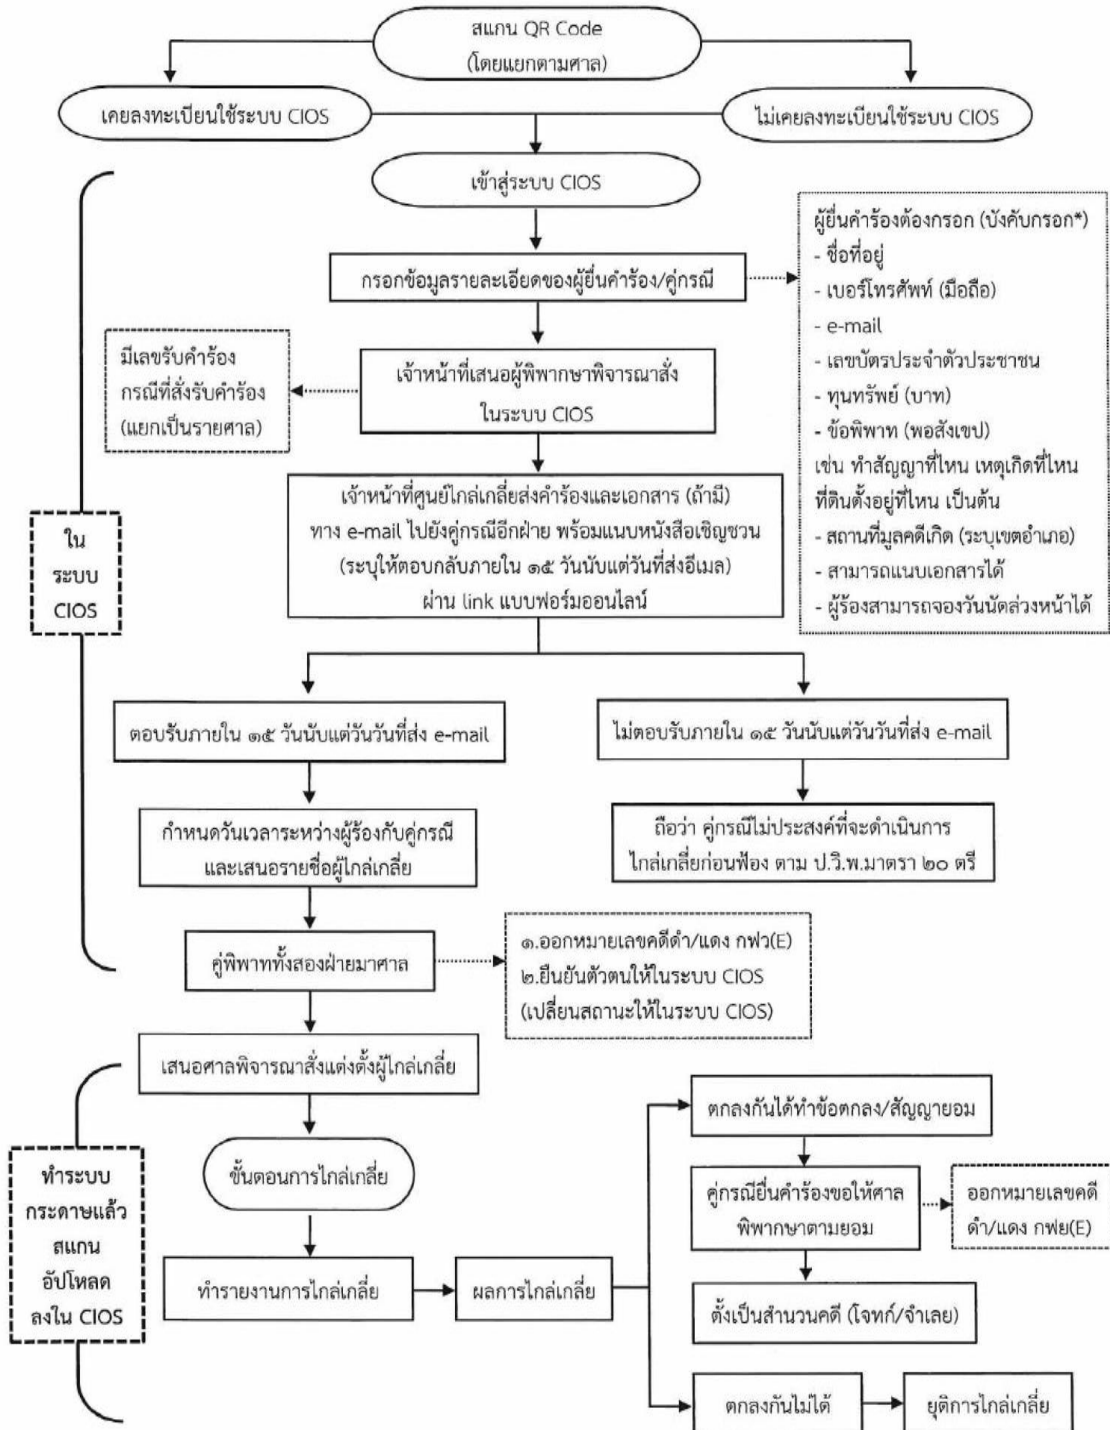 สแกน QR Code
(โดยแยกตามศาล)
เคยลงทะเบียนใช้ระบบ CIOS
ไม่เคยลงทะเบียนใช้ระบบ CIOS
เข้าสู่ระบบ CIOS
กรอกข้อมูลรายละเอียดของผู้ยื่นคำร้อง/คู่กรณี
ผู้ยื่นคำร้องต้องกรอก (บังคับกรอก*)
- ชื่อที่อยู่
- เบอร์โทรศัพท์ (มือถือ)
- e-mail
- เลขบัตรประจำตัวประชาชน
- ทุนทรัพย์ (บาท)
- ข้อพิพาท (พอสังเขป)
เช่น ทำสัญญาที่ไหน เหตุเกิดที่ไหน
ที่ดินตั้งอยู่ที่ไหน เป็นต้น
- สถานที่มูลคดีเกิด (ระบุเขตอำเภอ)
- สามารถแนบเอกสารได้
- ผู้ร้องสามารถจองวันนัดล่วงหน้าได้
มีเลขรับคำร้อง
กรณีที่สั่งรับคำร้อง
(แยกเป็นรายศาล)
เจ้าหน้าที่เสนอผู้พิพากษาพิจารณาสั่ง
ในระบบ CIOS
เจ้าหน้าที่ศูนย์ไกล่เกลี่ยส่งคำร้องและเอกสาร (ถ้ามี)
ทาง e-mail ไปยังคู่กรณีอีกฝ่าย พร้อมแนบหนังสือเชิญชวน
(ระบุให้ตอบกลับภายใน ๑๕ วันนับแต่วันที่ส่งอีเมล)
ผ่าน link แบบฟอร์มออนไลน์
ใน
ระบบ
CIOS
ตอบรับภายใน ๑๕ วันนับแต่วันวันที่ส่ง e-mail
ไม่ตอบรับภายใน ๑๕ วันนับแต่วันวันที่ส่ง e-mail
กำหนดวันเวลาระหว่างผู้ร้องกับคู่กรณี
และเสนอรายชื่อผู้ไกล่เกลี่ย
ถือว่า คู่กรณีไม่ประสงค์ที่จะดำเนินการ
ไกล่เกลี่ยก่อนฟ้อง ตาม ป.วิ.พ.มาตรา ๒๐ ตรี
คู่พิพาททั้งสองฝ่ายมาศาล
๑.ออกหมายเลขคดีดำ/แดง กฟว(E)
๒.ยืนยันตัวตนให้ในระบบ CIOS
(เปลี่ยนสถานะให้ในระบบ CIOS)
เสนอศาลพิจารณาสั่งแต่งตั้งผู้ไกล่เกลี่ย
ขั้นตอนการไกล่เกลี่ย
ทำรายงานการไกล่เกลี่ย
ผลการไกล่เกลี่ย
ทำระบบ
กระดาษแล้ว
สแกน
อัปโหลด
ลงใน CIOS
ตกลงกันได้ทำข้อตกลง/สัญญายอม
คู่กรณียื่นคำร้องขอให้ศาล
พิพากษาตามยอม
ออกหมายเลขคดี
ดำ/แดง กฟย(E)
ตั้งเป็นสำนวนคดี (โจทก์/จำเลย)
ตกลงกันไม่ได้
ยุติการไกล่เกลี่ย